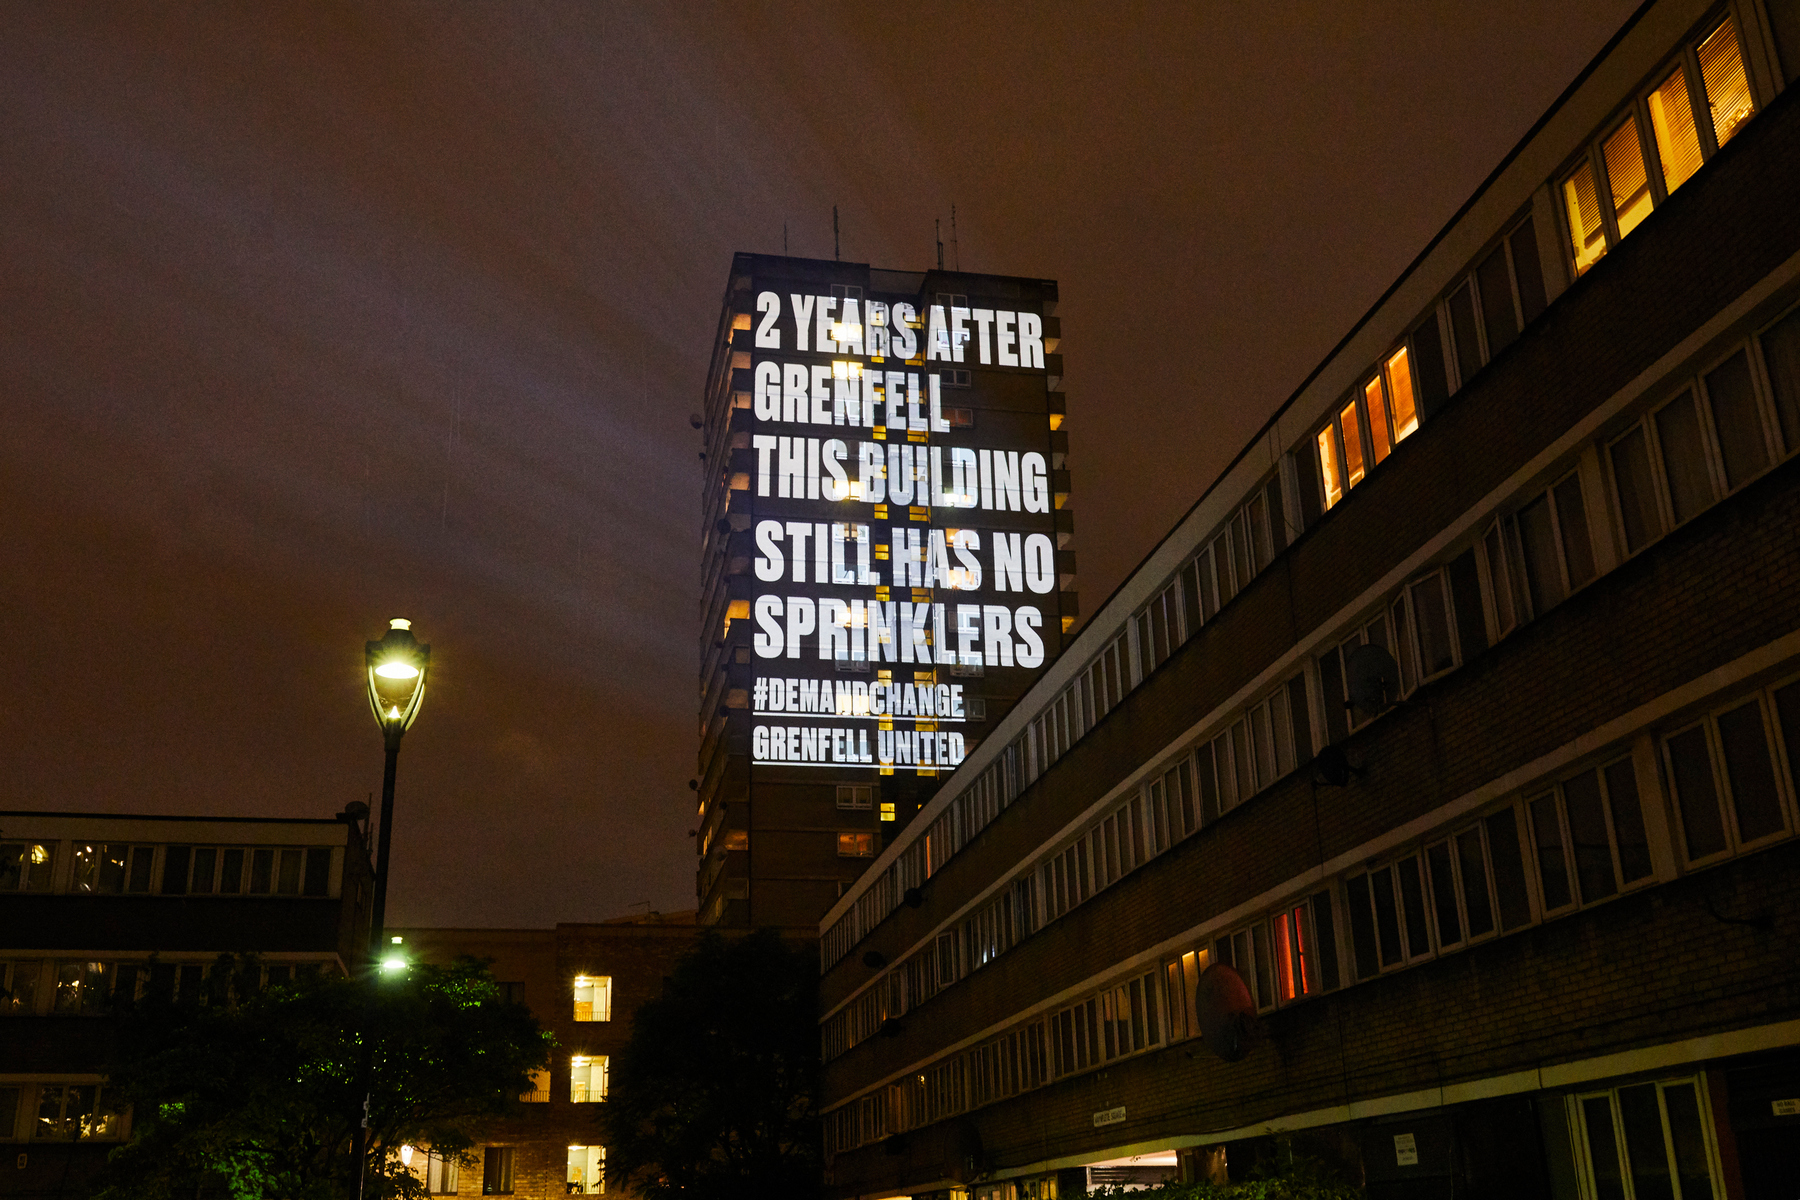 2 YEARS AFTER
GRENFELL
THIS BUILDING
STILL HAS NO
SPRINKLERS
#DEMANDCHANGE
GRENFELL UNITED